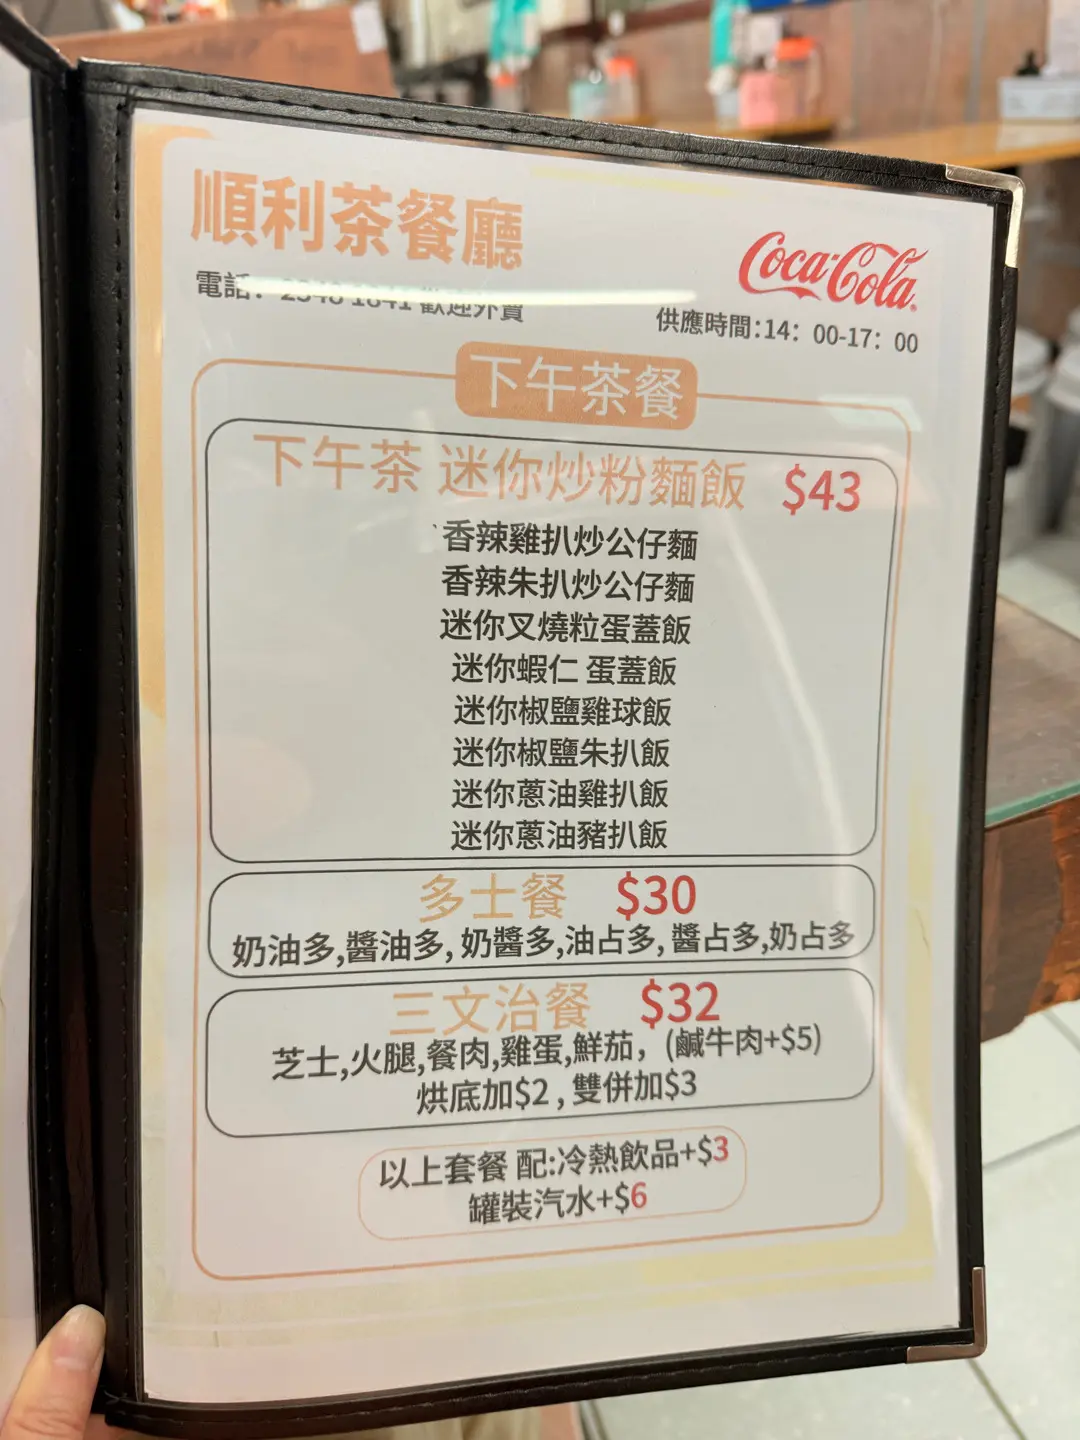 順利茶餐廳
Coca-Cola
電話: 2348 1841 歡迎外賣
供應時間:14: 00-17: 00
下午茶餐
下午茶 迷你炒粉麵飯 $43
香辣雞扒炒公仔麵
香辣朱扒炒公仔麵
迷你叉燒粒蛋蓋飯
迷你蝦仁 蛋蓋飯
迷你椒鹽雞球飯
迷你椒鹽朱扒飯
迷你蔥油雞扒飯
迷你蔥油豬扒飯
多士餐 $30
奶油多,醬油多, 奶醬多,油占多, 醬占多,奶占多
三文治餐 $32
芝士,火腿,餐肉,雞蛋,鮮茄, (鹹牛肉+$5)
烘底加$2 , 雙併加$3
以上套餐 配:冷熱飲品+$3
罐裝汽水+$6